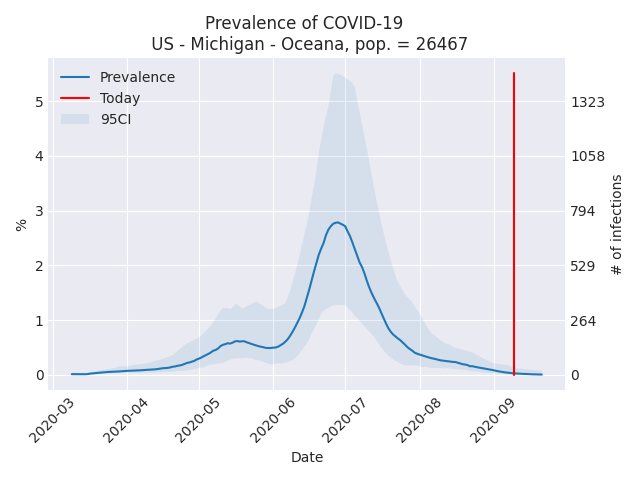 Prevalence of COVID-19
US - Michigan - Oceana, pop. = 26467
Prevalence
Today
95CI
%
5
4
3
2
1
0
1323
1058
794
529
264
0
# of infections
2020-03
2020-04
2020-05
2020-06
2020-07
2020-08
2020-09
Date